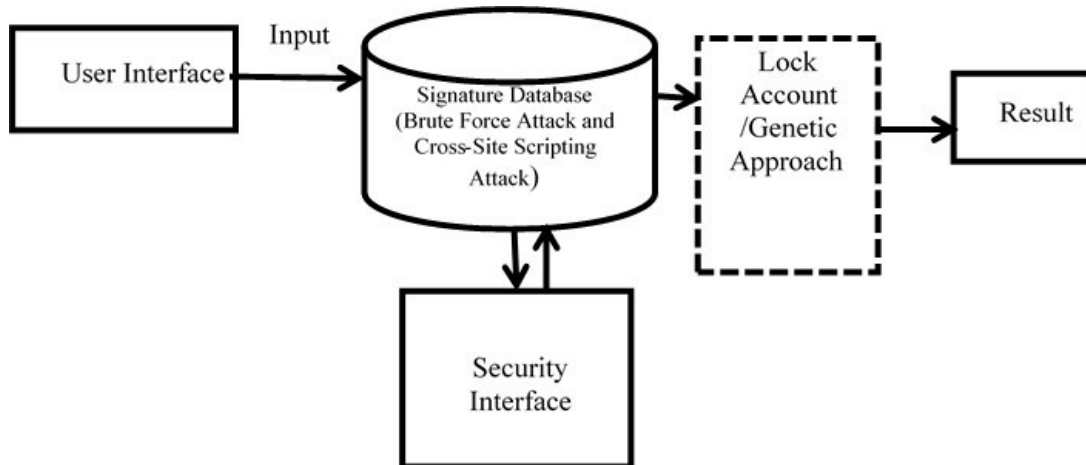 Input
User Interface
Signature Database
(Brute Force Attack and
Cross-Site Scripting
Attack)
Lock
Account
/Genetic
Approach
Result
Security
Interface